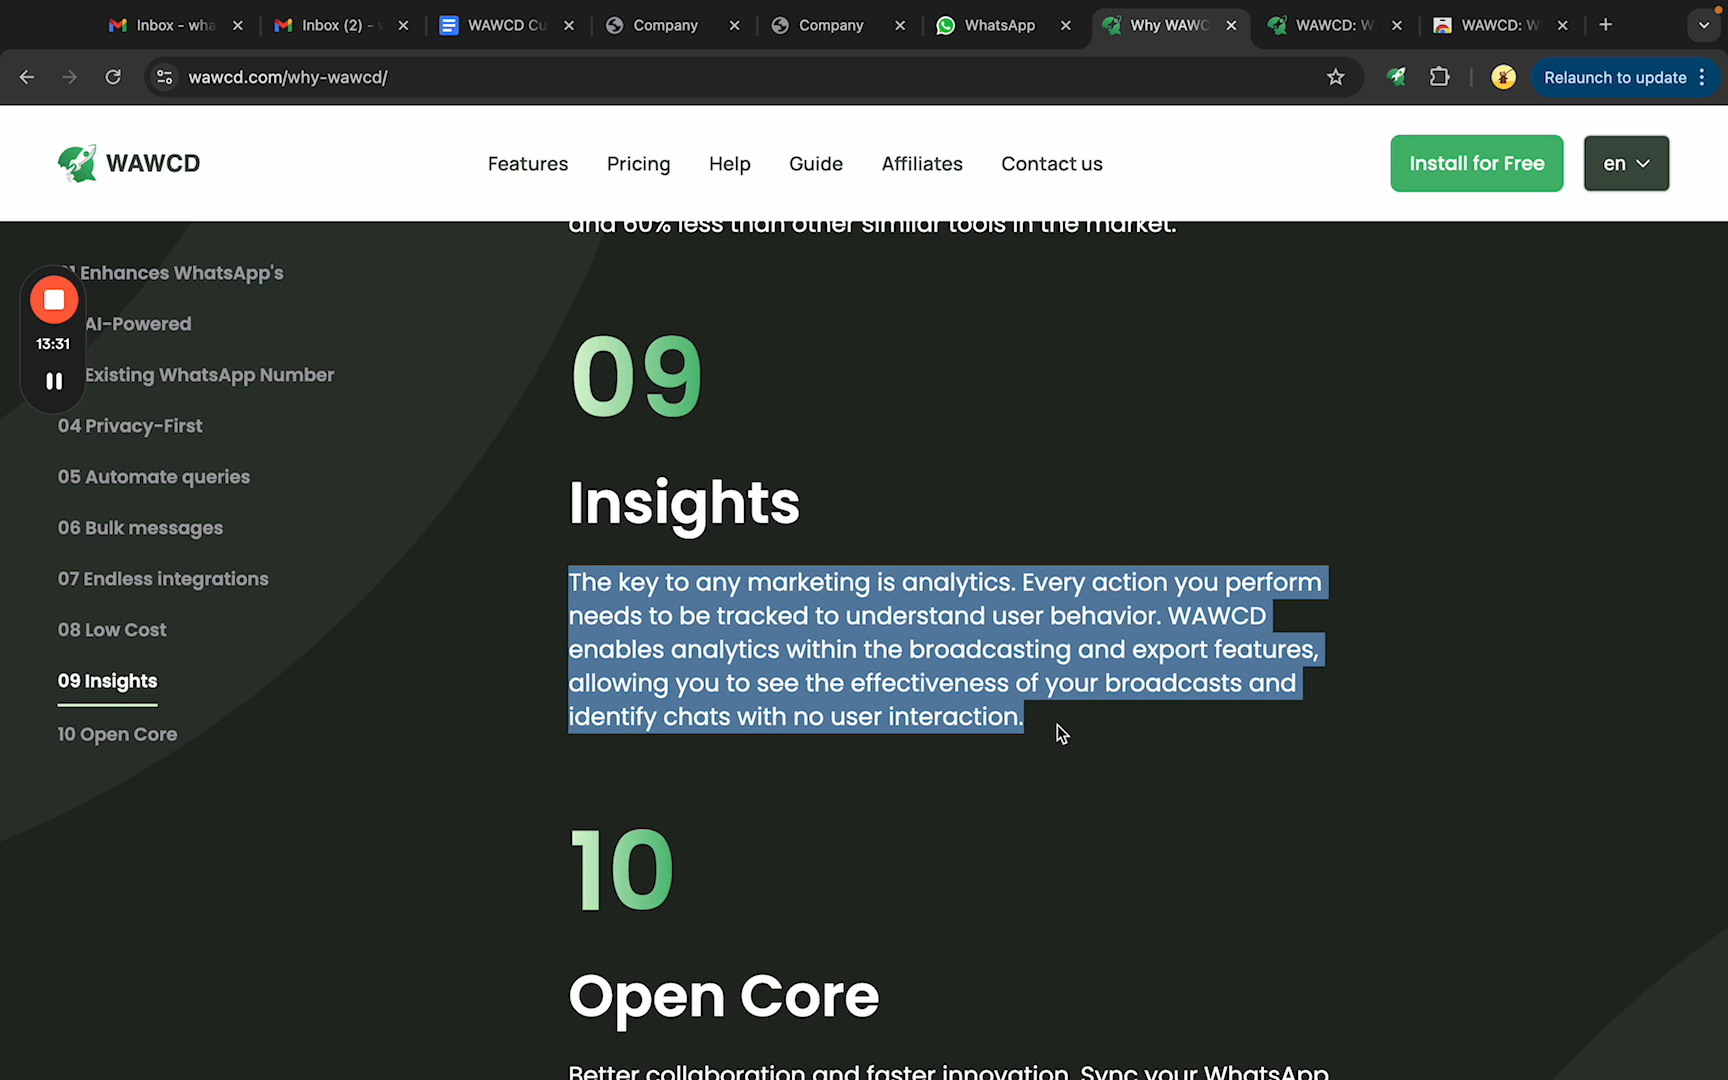 Inbox - wha
Inbox (2) -
WAWCD Cu
Company
Company
WhatsApp
Why WAWC
WAWCD: W
WAWCD: W
wawcd.com/why-wawcd/
Relaunch to update
WAWCD
Features
Pricing
Help
Guide
Affiliates
Contact us
Install for Free
en
and 60% less than other similar tools in the market.
Enhances WhatsApp's
AI-Powered
Existing WhatsApp Number
04 Privacy-First
05 Automate queries
06 Bulk messages
07 Endless integrations
08 Low Cost
09 Insights
10 Open Core
13:31
09
Insights
The key to any marketing is analytics. Every action you perform
needs to be tracked to understand user behavior. WAWCD
enables analytics within the broadcasting and export features,
allowing you to see the effectiveness of your broadcasts and
identify chats with no user interaction.
10
Open Core
Better collaboration and faster innovation. Sync your WhatsApp